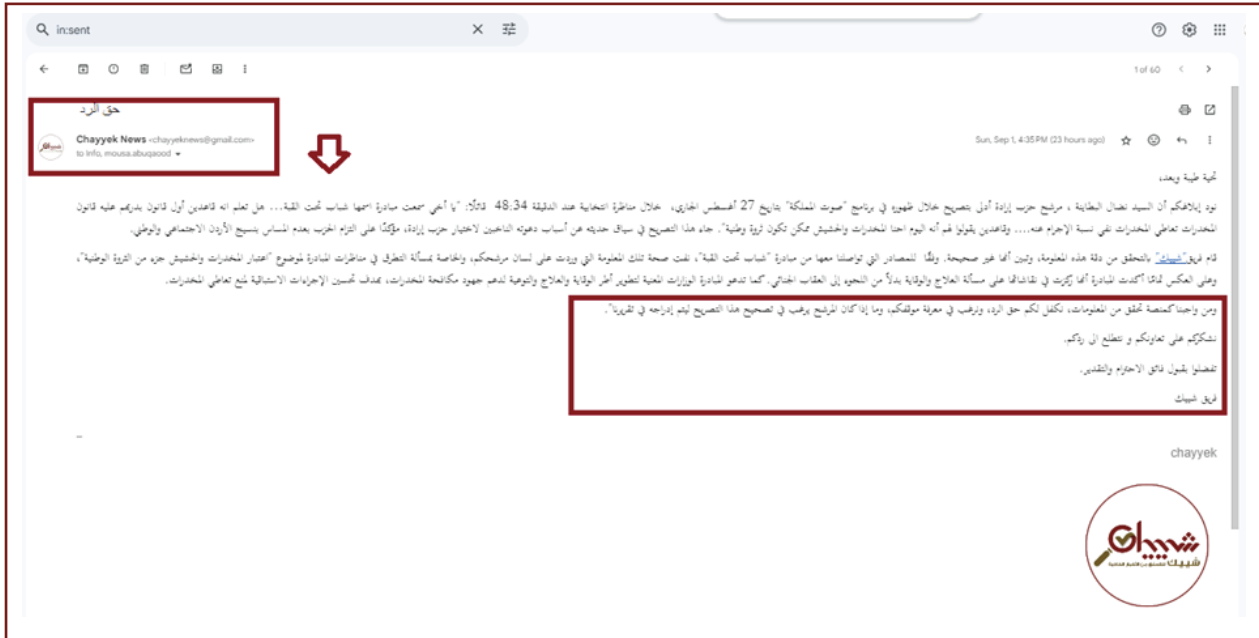 in:sent
1 of 60
حق الرد
Chayyek News <chayyeknews@gmail.com>
to Info, mousa.abuqaood
Sun, Sep 1, 4:35 PM (23 hours ago)
تحية طيبة وبعد،
نود إبلاغكم أن السيد نضال البطاينة ، مرشح حزب إرادة أدلى بتصريح خلال ظهوره في برنامج "صوت المملكة" بتاريخ 27 أغسطس الجاري، خلال مناظرة انتخابية عند الدقيقة 48:34 قائلًا: "يا أخي سمعت مبادرة اسمها شباب تحت القبة... هل تعلم انه قاعدين أول قانون بدربهم عليه قانون
المخدرات تعاطي المخدرات نفي نسبة الإجرام عنه.... وقاعدين يقولوا لهم أنه اليوم احنا المخدرات والحشيش ممكن تكون ثروة وطنية". جاء هذا التصريح في سياق حديثه عن أسباب دعوته الناخبين لاختيار حزب إرادة، مؤكدًا على التزام الحزب بعدم المساس بنسيج الأردن الاجتماعي والوطني.
قام فريق"شييك" بالتحقق من دقة هذه المعلومة، وتبين أنها غير صحيحة. وفقًا للمصادر التي تواصلنا معها من مبادرة "شباب تحت القبة"، نفت صحة تلك المعلومة التي وردت على لسان مرشحكم، والخاصة بمسألة التطرق في مناظرات المبادرة لموضوع "اعتبار المخدرات والحشيش جزء من الثروة الوطنية"،
وعلى العكس تمامًا أكدت المبادرة أنها ركزت في نقاشاتها على مسألة العلاج والوقاية بدلاً من اللجوء إلى العقاب الجنائي. كما تدعو المبادرة الوزارات المعنية لتطوير أطر الوقاية والعلاج والتوعية لدعم جهود مكافحة المخدرات، بهدف تحسين الإجراءات الاستباقية لمنع تعاطي المخدرات.
ومن واجبنا كمنصة تحقق من المعلومات، نكفل لكم حق الرد، ونرغب في معرفة موقفكم، وما إذا كان المرشح يرغب في تصحيح هذا التصريح ليتم إدراجه في تقريرنا".
نشكركم على تعاونكم و نتطلع الى ردكم.
تفضلوا بقبول فائق الاحترام والتقدير.
فريق شييك
--
chayyek
شييك
شييك للتحقق من الأخبار الكاذبة